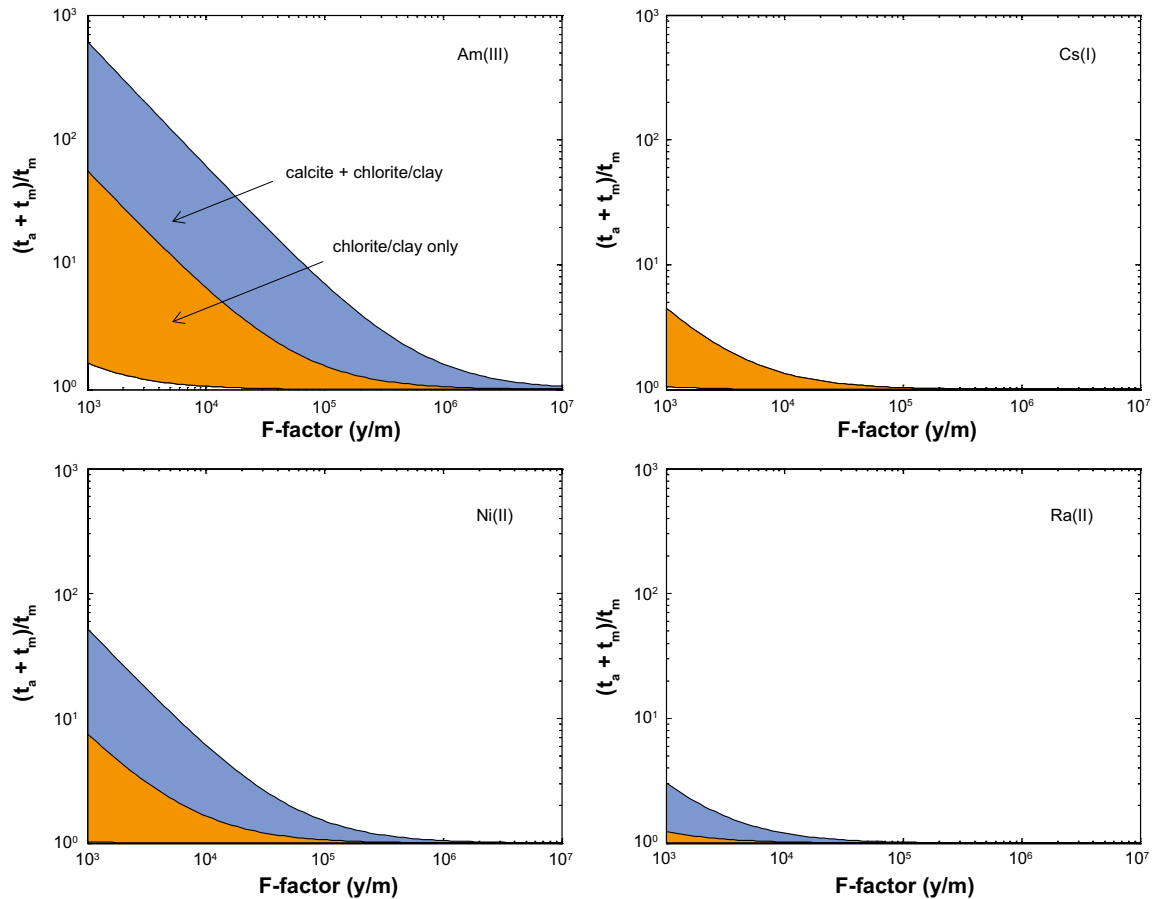 10³
10²
10¹
10⁰
(tₐ + tₘ)/tₘ
Am(III)
calcite + chlorite/clay
chlorite/clay only
10³ 10⁴ 10⁵ 10⁶ 10⁷
F-factor (y/m)
10³
10²
10¹
10⁰
(tₐ + tₘ)/tₘ
Cs(I)
10³ 10⁴ 10⁵ 10⁶ 10⁷
F-factor (y/m)
10³
10²
10¹
10⁰
(tₐ + tₘ)/tₘ
Ni(II)
10³ 10⁴ 10⁵ 10⁶ 10⁷
F-factor (y/m)
10³
10²
10¹
10⁰
(tₐ + tₘ)/tₘ
Ra(II)
10³ 10⁴ 10⁵ 10⁶ 10⁷
F-factor (y/m)